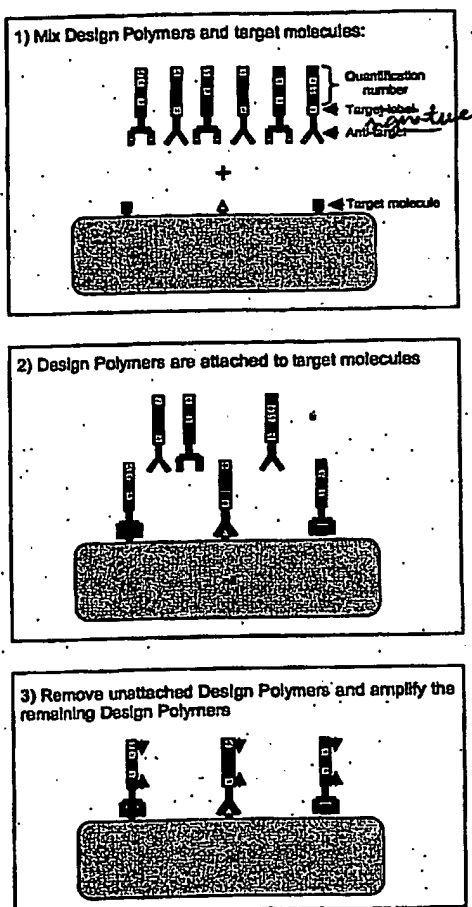 1) Mix Design Polymers and target molecules:
Quantification
number
Target-label
signature
Anti-target
+
Target molecule
2) Design Polymers are attached to target molecules
3) Remove unattached Design Polymers and amplify the
remaining Design Polymers